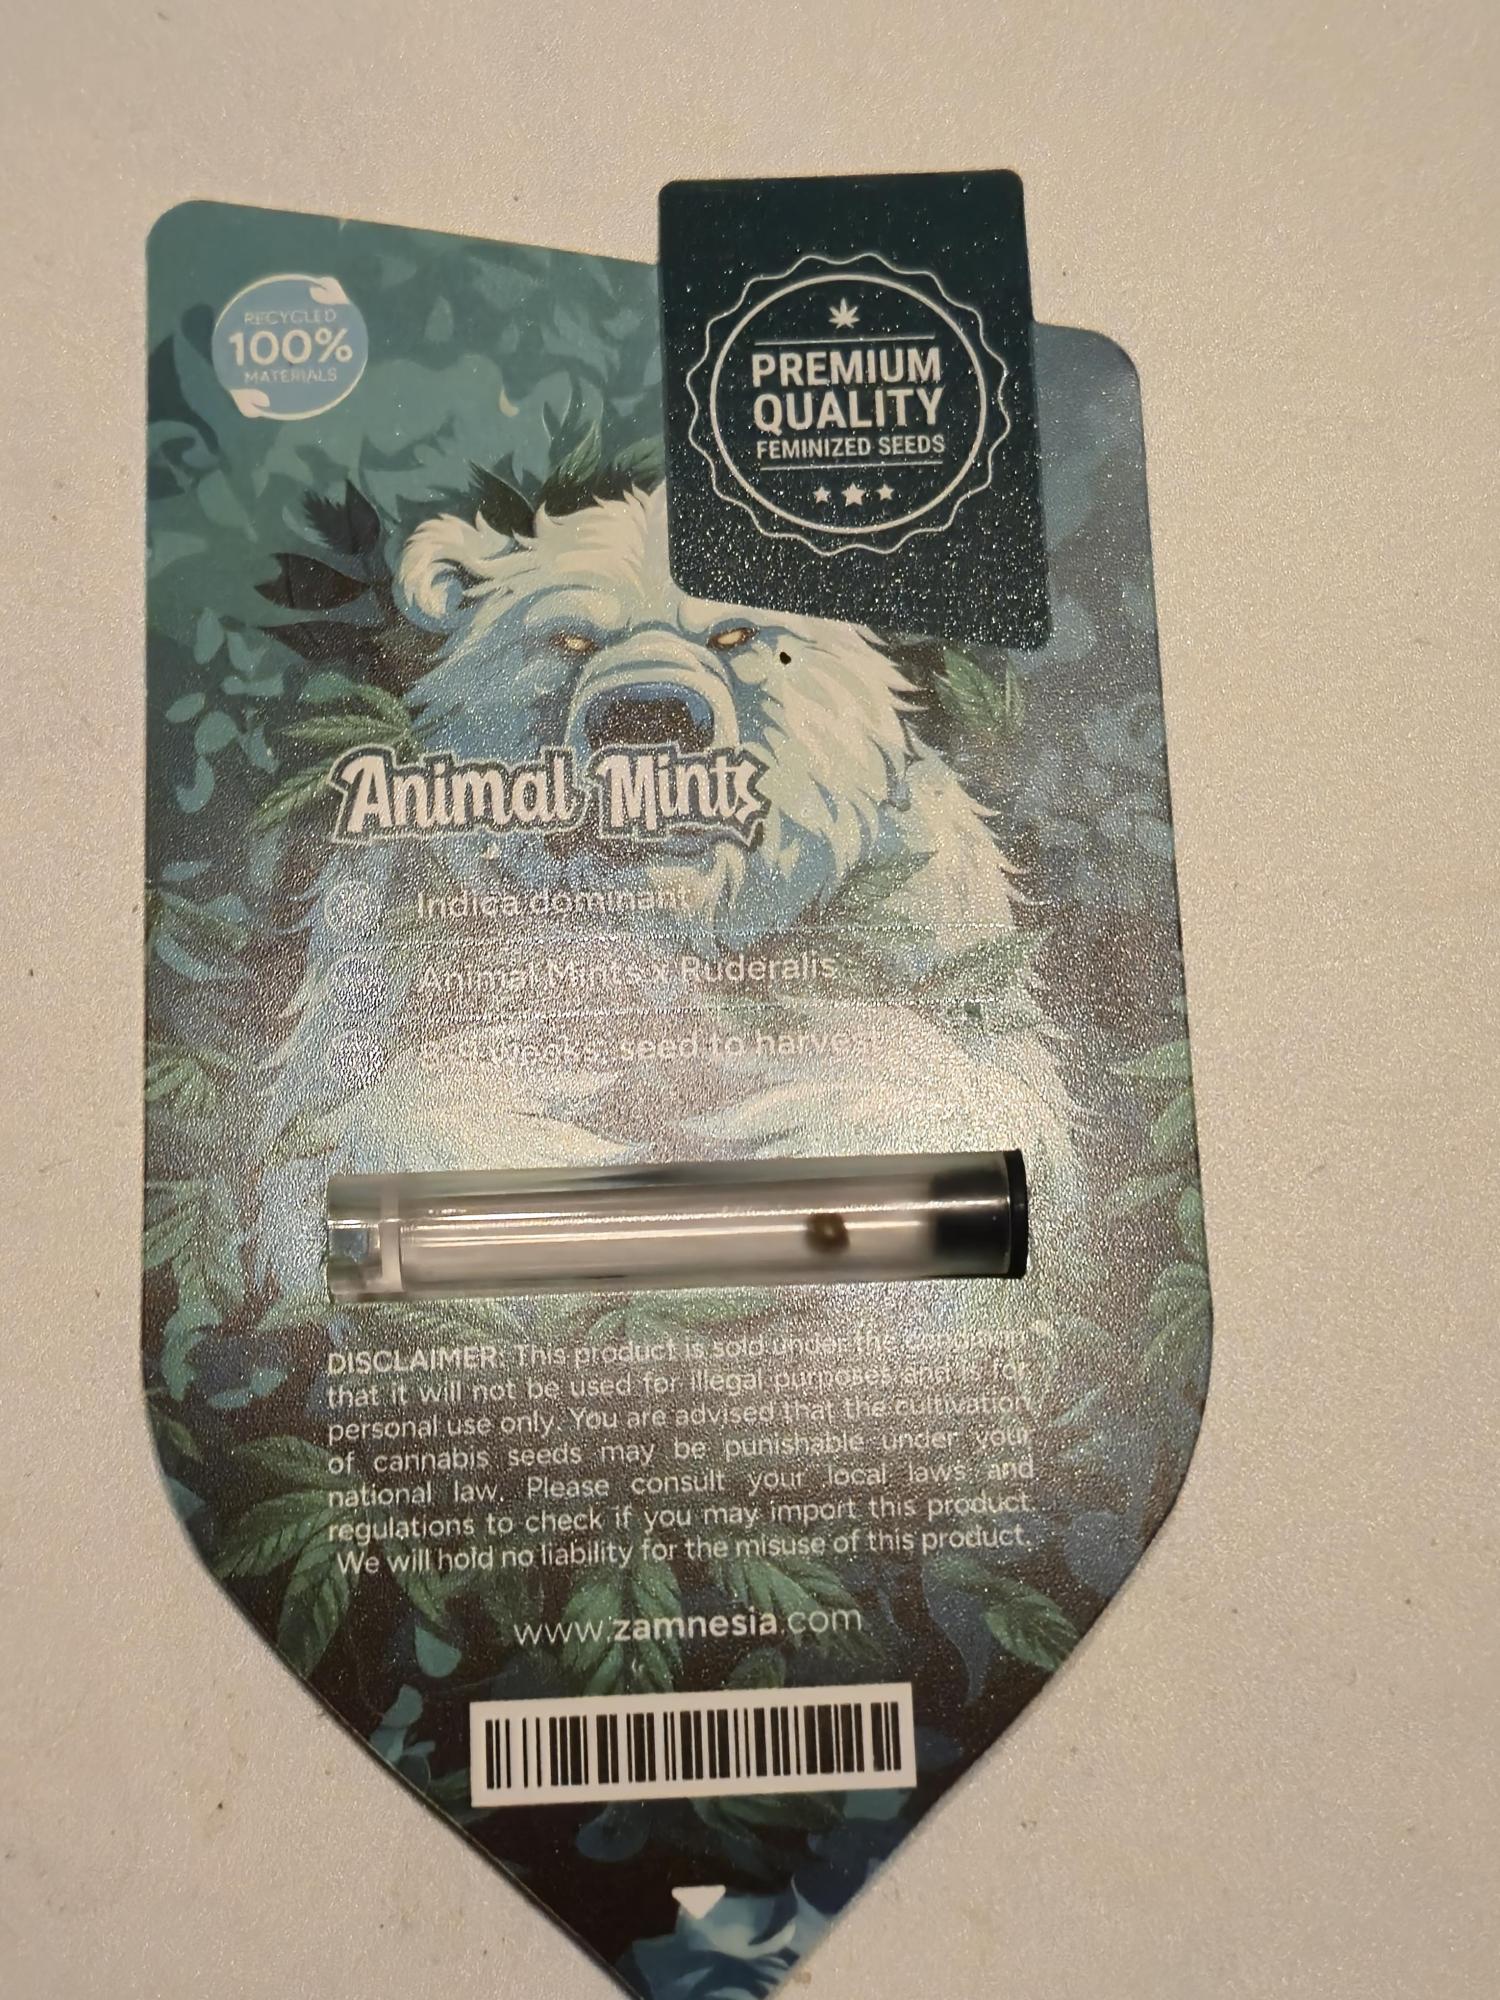 RECYCLED
100%
MATERIALS
PREMIUM
QUALITY
FEMINIZED SEEDS
Animal Mints
Indica dominant
Animal Mints x Ruderalis
weeks, seed to harvest
DISCLAIMER: This product is sold under the
that it will not be used for illegal purposes and is for
personal use only. You are advised that the cultivation
of cannabis seeds may be punishable under your
national law. Please consult your local laws and
regulations to check if you may import this product.
We will hold no liability for the misuse of this product.
www.zamnesia.com